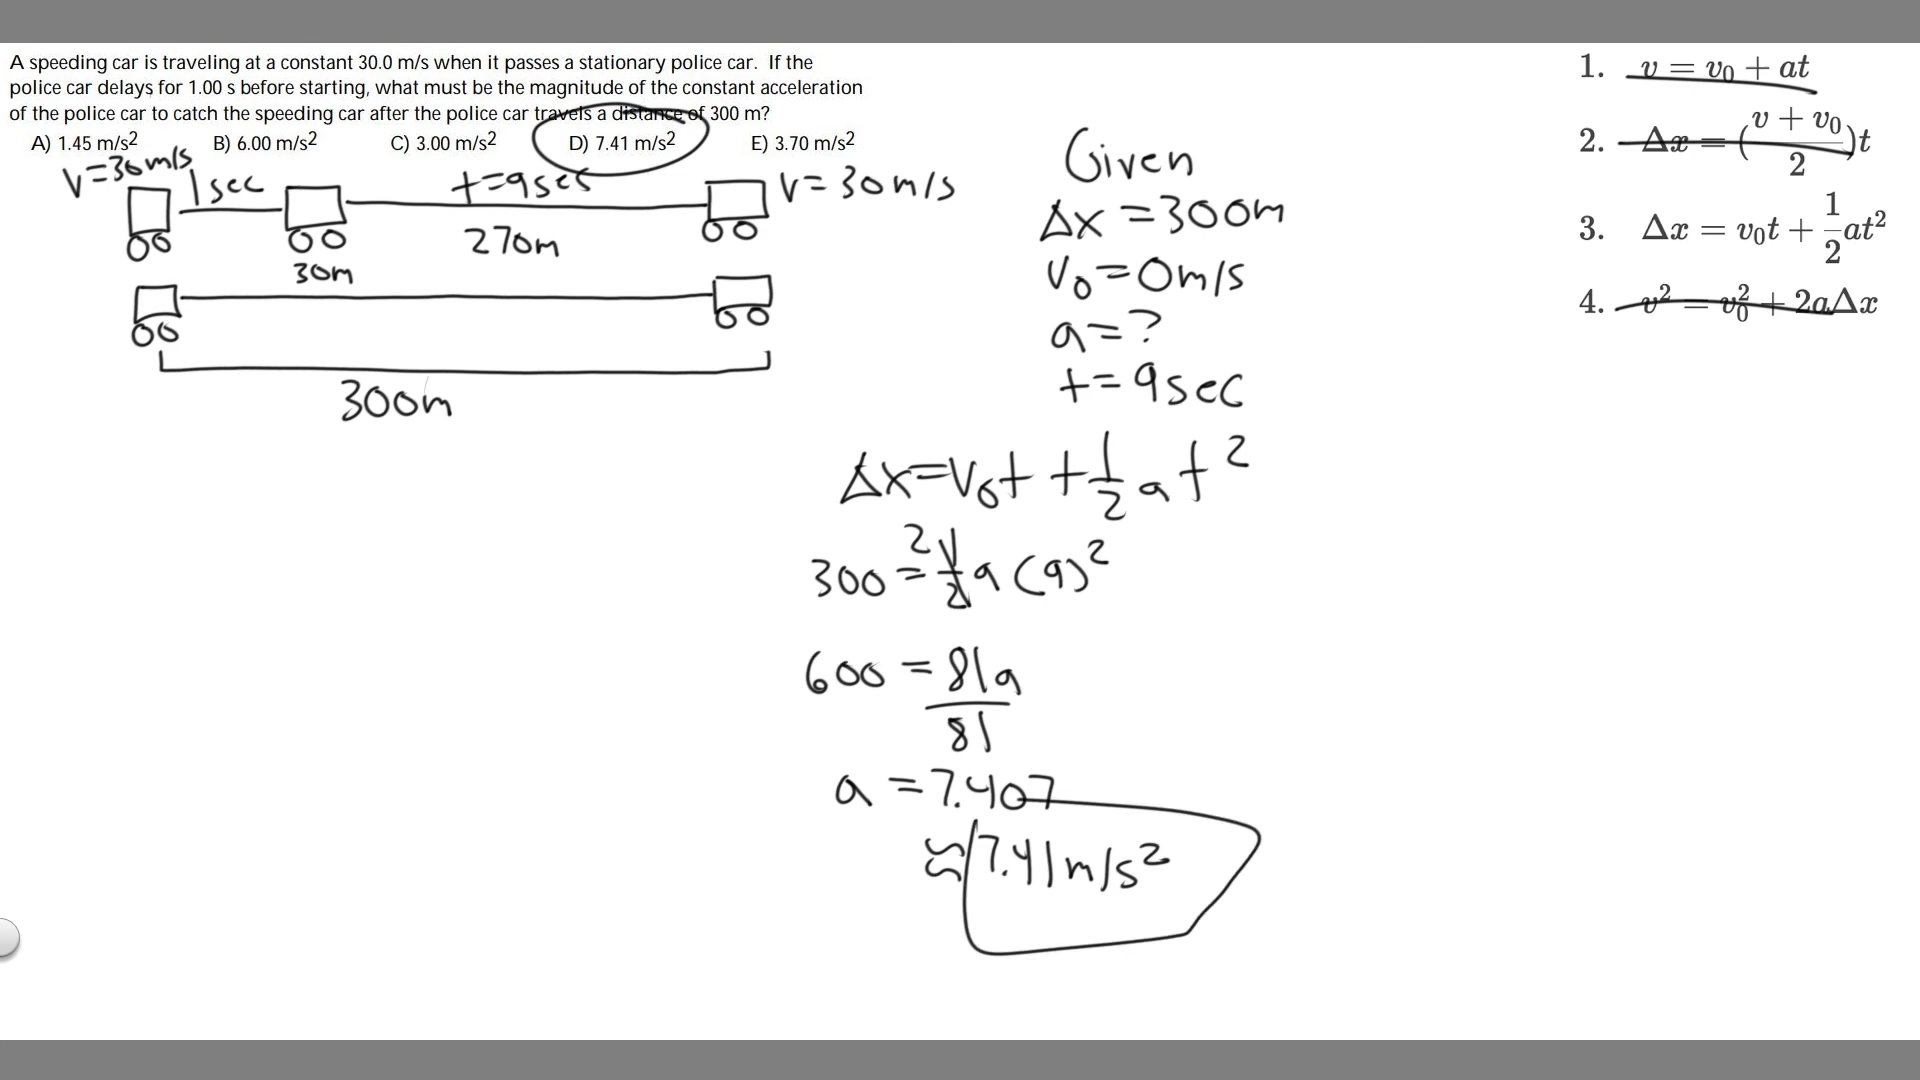 A speeding car is traveling at a constant 30.0 m/s when it passes a stationary police car. If the
police car delays for 1.00 s before starting, what must be the magnitude of the constant acceleration
of the police car to catch the speeding car after the police car travels a distance of 300 m?
A) 1.45 m/s2 B) 6.00 m/s2 C) 3.00 m/s2 D) 7.41 m/s2 E) 3.70 m/s2
V=30m/s
1sec
t=9sec
V=30m/s
30m
270m
300m
Given
Δx=300m
V₀=0m/s
a=?
t=9sec
Δx=V₀t+1/2at²
2
300=1/2a(9)²
600=81a
81
a=7.407
≈7.41m/s²
1. v = v₀ + at
2. Δx = (v + v₀/2)t
3. Δx = v₀t + 1/2at²
4. v² = v₀² + 2aΔx